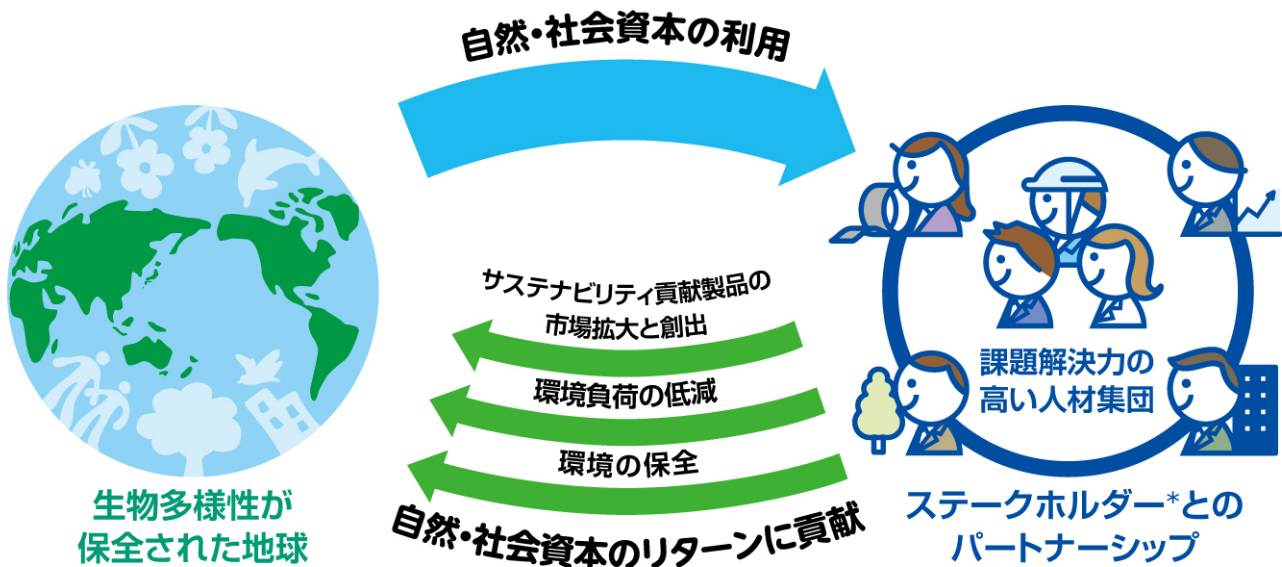 自然・社会資本の利用
サステナビリティ貢献製品の
市場拡大と創出
環境負荷の低減
環境の保全
自然・社会資本のリターンに貢献
生物多様性が
保全された地球
課題解決力の
高い人材集団
ステークホルダー*との
パートナーシップ